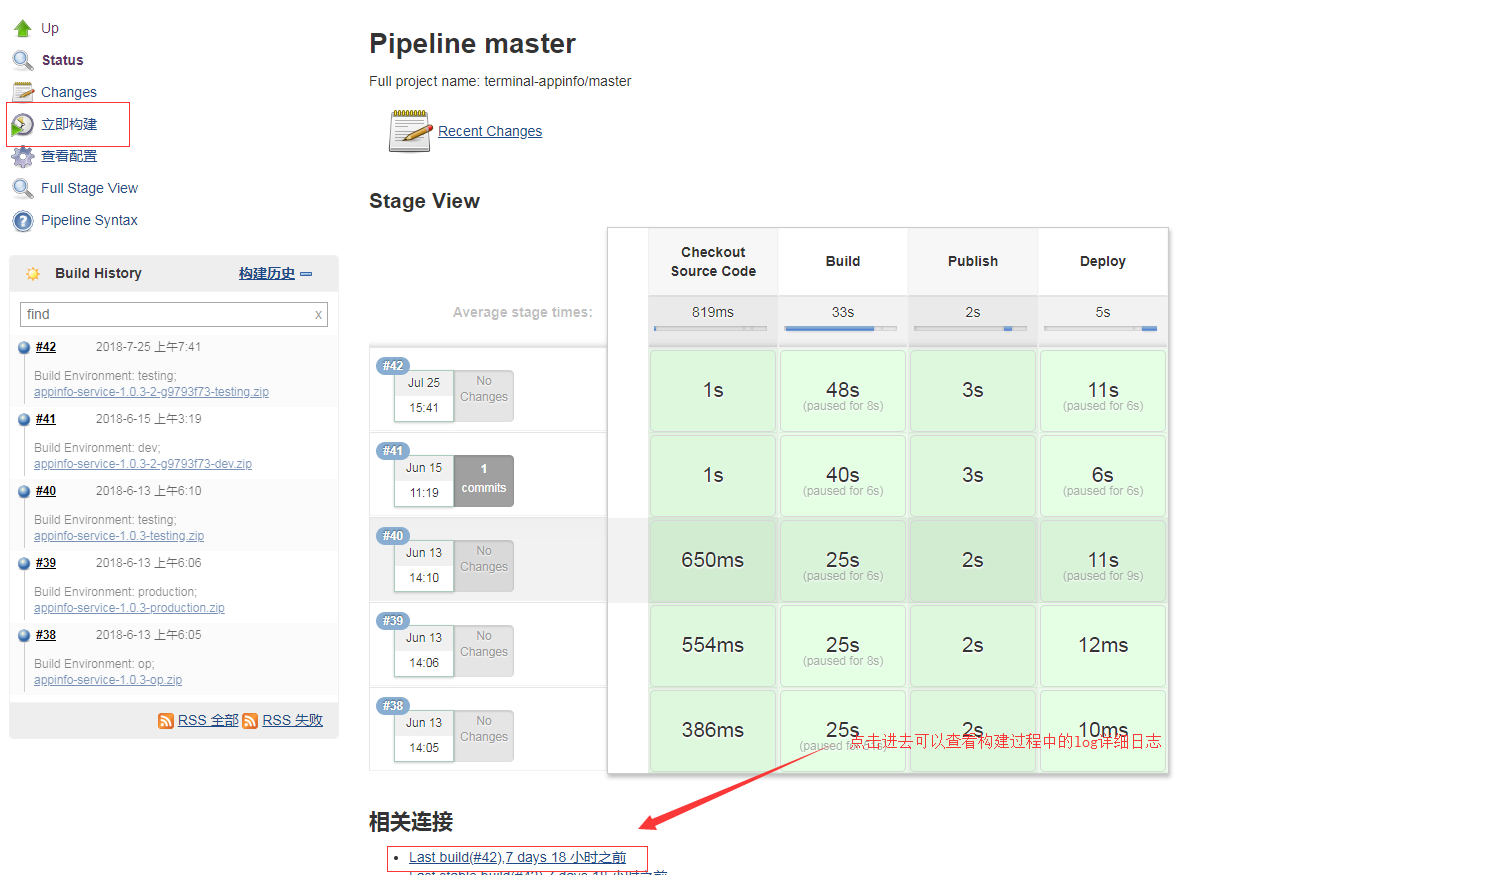 Up
Status
Changes
立即构建
查看配置
Full Stage View
Pipeline Syntax
Build History 构建历史
find x
#42 2018-7-25 上午7:41
Build Environment: testing;
appinfo-service-1.0.3-2-g9793f73-testing.zip
#41 2018-6-15 上午3:19
Build Environment: dev;
appinfo-service-1.0.3-2-g9793f73-dev.zip
#40 2018-6-13 上午6:10
Build Environment: testing;
appinfo-service-1.0.3-testing.zip
#39 2018-6-13 上午6:06
Build Environment: production;
appinfo-service-1.0.3-production.zip
#38 2018-6-13 上午6:05
Build Environment: op;
appinfo-service-1.0.3-op.zip
RSS 全部 RSS 失败
Pipeline master
Full project name: terminal-appinfo/master
Recent Changes
Stage View
Checkout
Source Code
Build
Publish
Deploy
Average stage times:
819ms
33s
2s
5s
#42
Jul 25
15:41
No
Changes
1s
48s
(paused for 8s)
3s
11s
(paused for 6s)
#41
Jun 15
11:19
1
commits
1s
40s
(paused for 6s)
3s
6s
(paused for 6s)
#40
Jun 13
14:10
No
Changes
650ms
25s
(paused for 6s)
2s
11s
(paused for 9s)
#39
Jun 13
14:06
No
Changes
554ms
25s
(paused for 8s)
2s
12ms
#38
Jun 13
14:05
No
Changes
386ms
25s
2s
10ms
点击进去可以查看构建过程中的log详细日志
相关连接
Last build(#42),7 days 18 小时之前
Last stable build(#42),7 days 18 小时之前